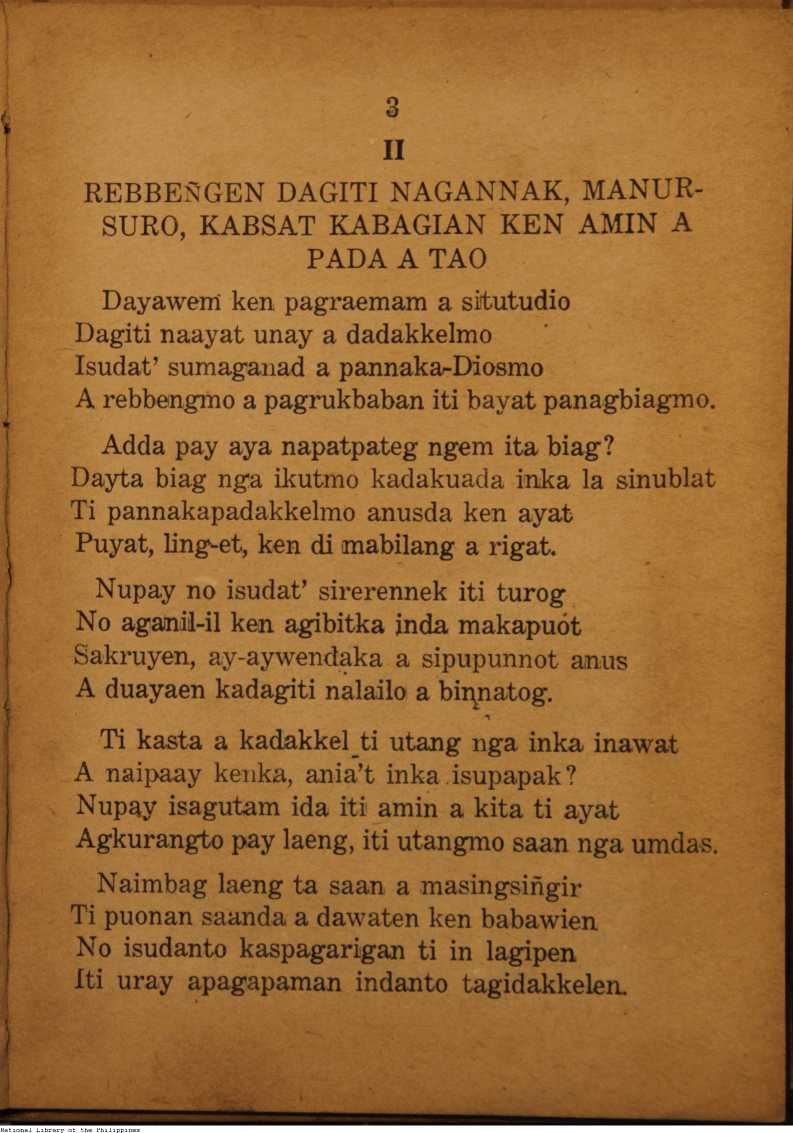 3
II
REBBEÑGEN DAGITI NAGANNAK, MANUR-
SURO, KABSAT KABAGIAN KEN AMIN A
PADA A TAO
Dayawem ken pagraemam a situtudio
Dagiti naayat unay a dadakkelmo
Isudat' sumaganad a pannaka-Diosmo
A rebbengmo a pagrukbaban iti bayat panagbiagmo.
Adda pay aya napatpateg ngem ita biag?
Dayta biag nga ikutmo kadakuada inka la sinublat
Ti pannakapadakkelmo anusda ken ayat
Puyat, ling-et, ken di mabilang a rigat.
Nupay no isudat' sirerennek iti turog
No aganil-il ken agibitka inda makapuot
Sakruyen, ay-aywendaka a sipupunnot anus
A duayaen kadagiti nalailo a binnatog.
Ti kasta a kadakkel ti utang nga inka inawat
A naipaay kenka, ania't inka isupapak?
Nupay isagutam ida iti amin a kita ti ayat
Agkurangto pay laeng, iti utangmo saan nga umdas.
Naimbag laeng ta saan a masingsiñgir
Ti puonan saanda a dawaten ken babawien
No isudanto kaspagarigan ti in lagipen
Iti uray apagapaman indanto tagidakkelen.
National Library of the Philippines